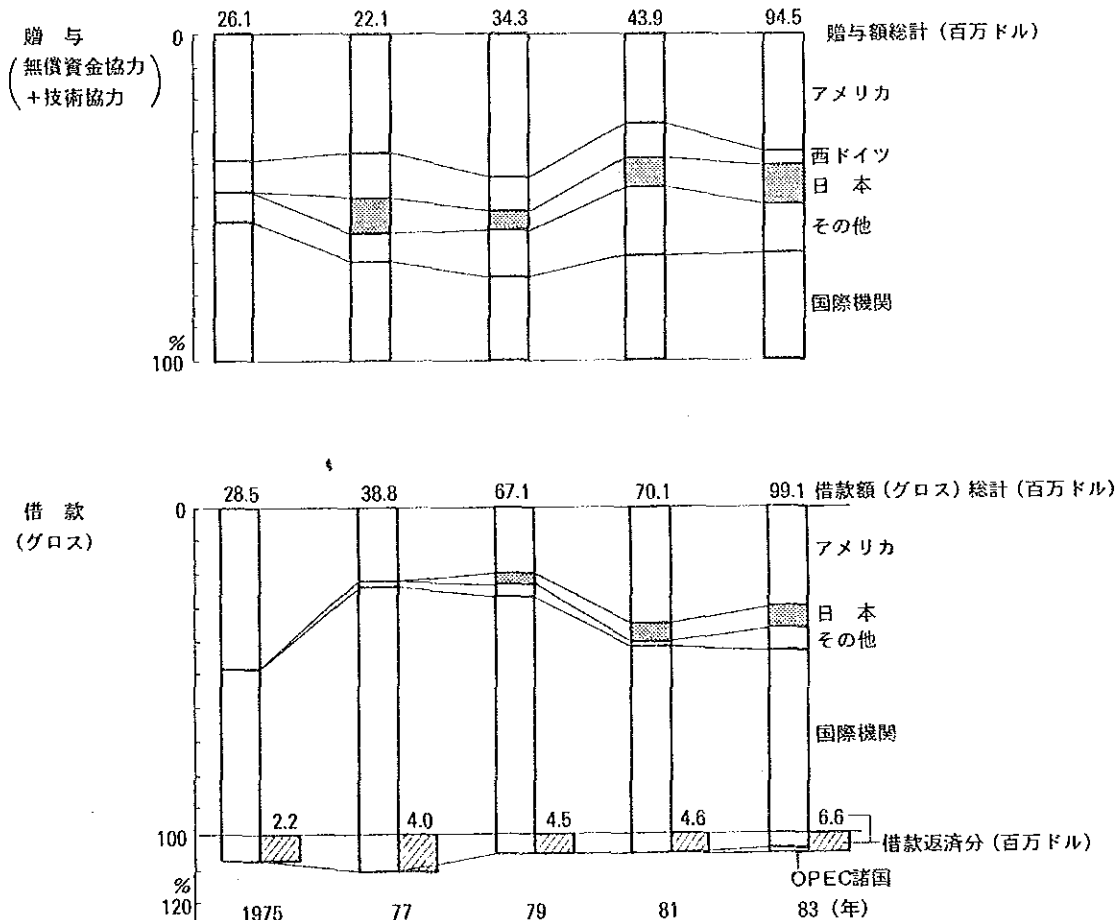 26.1 22.1 34.3 43.9 94.5 贈与額総計 (百万ドル)
0
贈 与
(無償資金協力
+技術協力)
アメリカ
西ドイツ
日 本
その他
国際機関
%
100
28.5 38.8 67.1 70.1 99.1 借款額 (グロス) 総計 (百万ドル)
0
借 款
(グロス)
アメリカ
日 本
その他
国際機関
100
2.2 4.0 4.5 4.6 6.6
借款返済分 (百万ドル)
OPEC諸国
%
120
1975 77 79 81 83 (年)